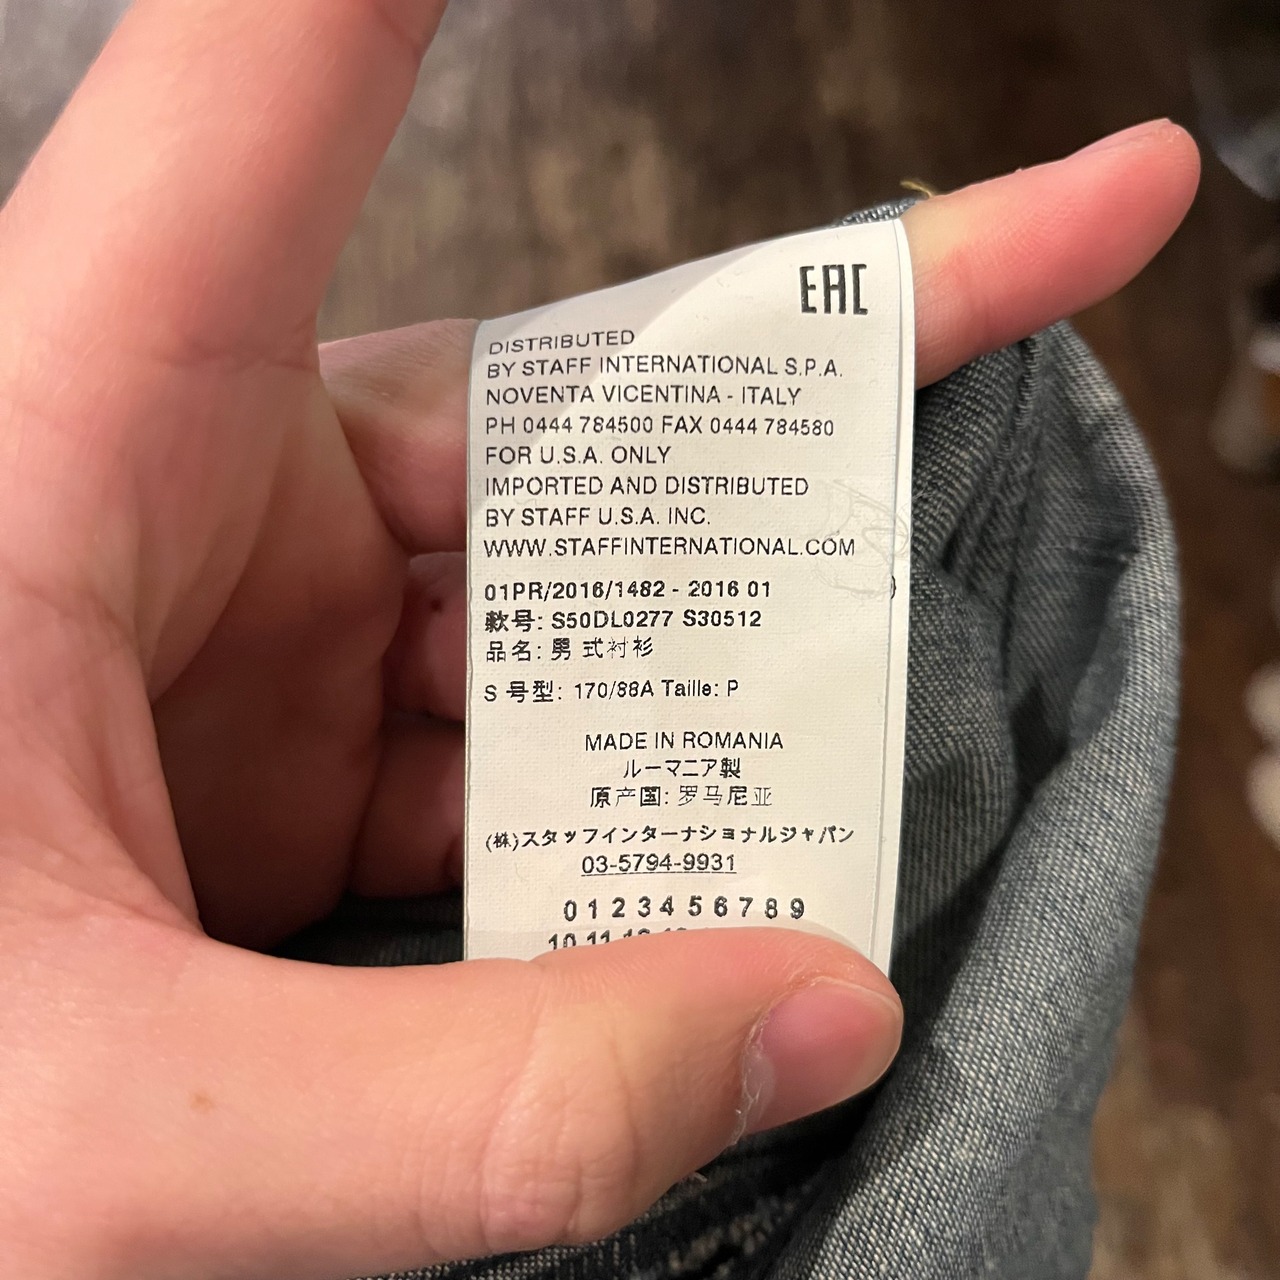 EAC
DISTRIBUTED
BY STAFF INTERNATIONAL S.P.A.
NOVENTA VICENTINA - ITALY
PH 0444 784500 FAX 0444 784580
FOR U.S.A. ONLY
IMPORTED AND DISTRIBUTED
BY STAFF U.S.A. INC.
WWW.STAFFINTERNATIONAL.COM
01PR/2016/1482 - 2016 01
款号: S50DL0277 S30512
品名: 男 式衬衫
S 号型: 170/88A Taille: P
MADE IN ROMANIA
ルーマニア製
原产国: 罗马尼亚
(株)スタッフインターナショナルジャパン
03-5794-9931
0 1 2 3 4 5 6 7 8 9
10 11 12